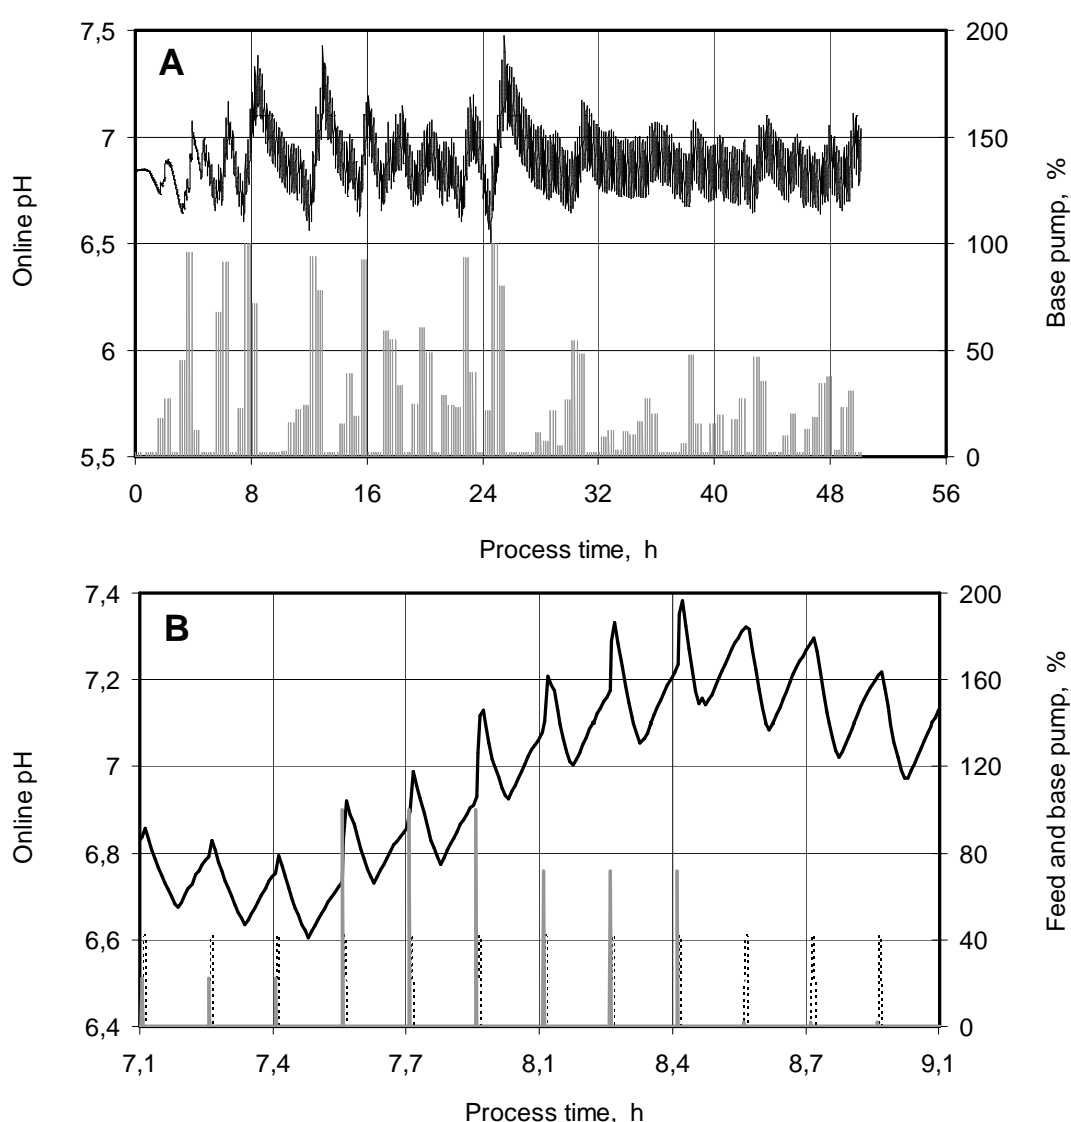 7,5
200
A
7
150
6,5
100
6
50
5,5
0
0 8 16 24 32 40 48 56
Online pH
Base pump, %
Process time, h
7,4
200
B
7,2
160
7
120
6,8
80
6,6
40
6,4
0
7,1 7,4 7,7 8,1 8,4 8,7 9,1
Online pH
Feed and base pump, %
Process time, h